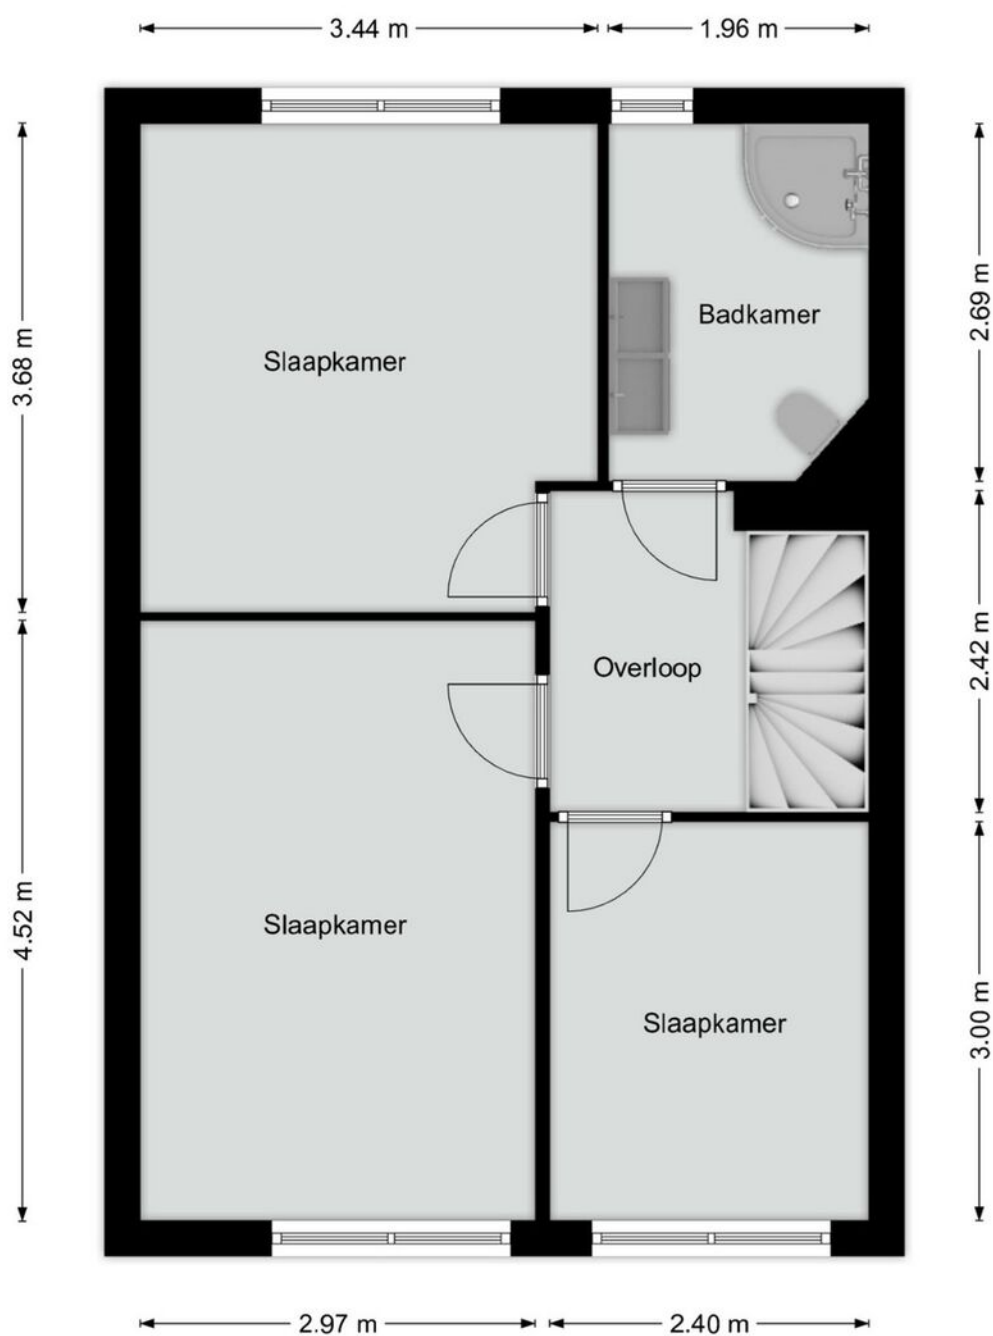 3.44 m
1.96 m
3.68 m
2.69 m
Badkamer
Slaapkamer
2.42 m
Overloop
4.52 m
Slaapkamer
3.00 m
Slaapkamer
2.97 m
2.40 m